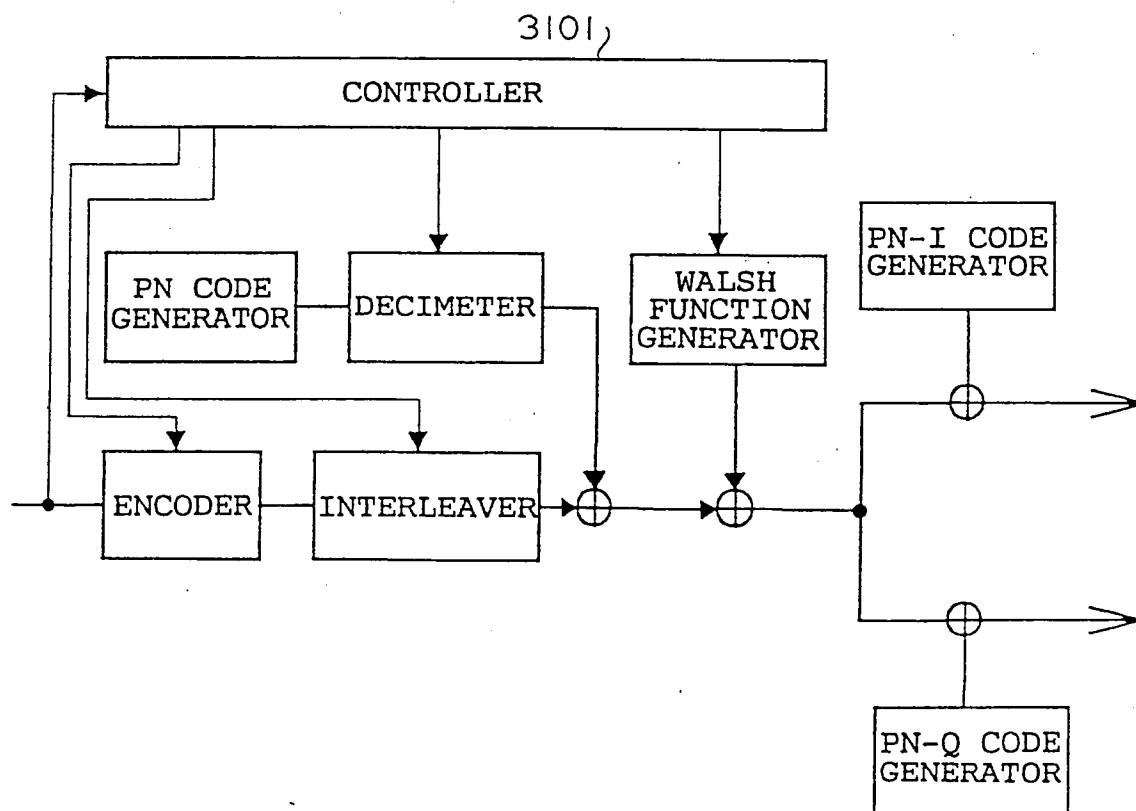 3101
CONTROLLER
PN-I CODE
GENERATOR
PN CODE
GENERATOR
DECIMETER
WALSH
FUNCTION
GENERATOR
ENCODER
INTERLEAVER
PN-Q CODE
GENERATOR